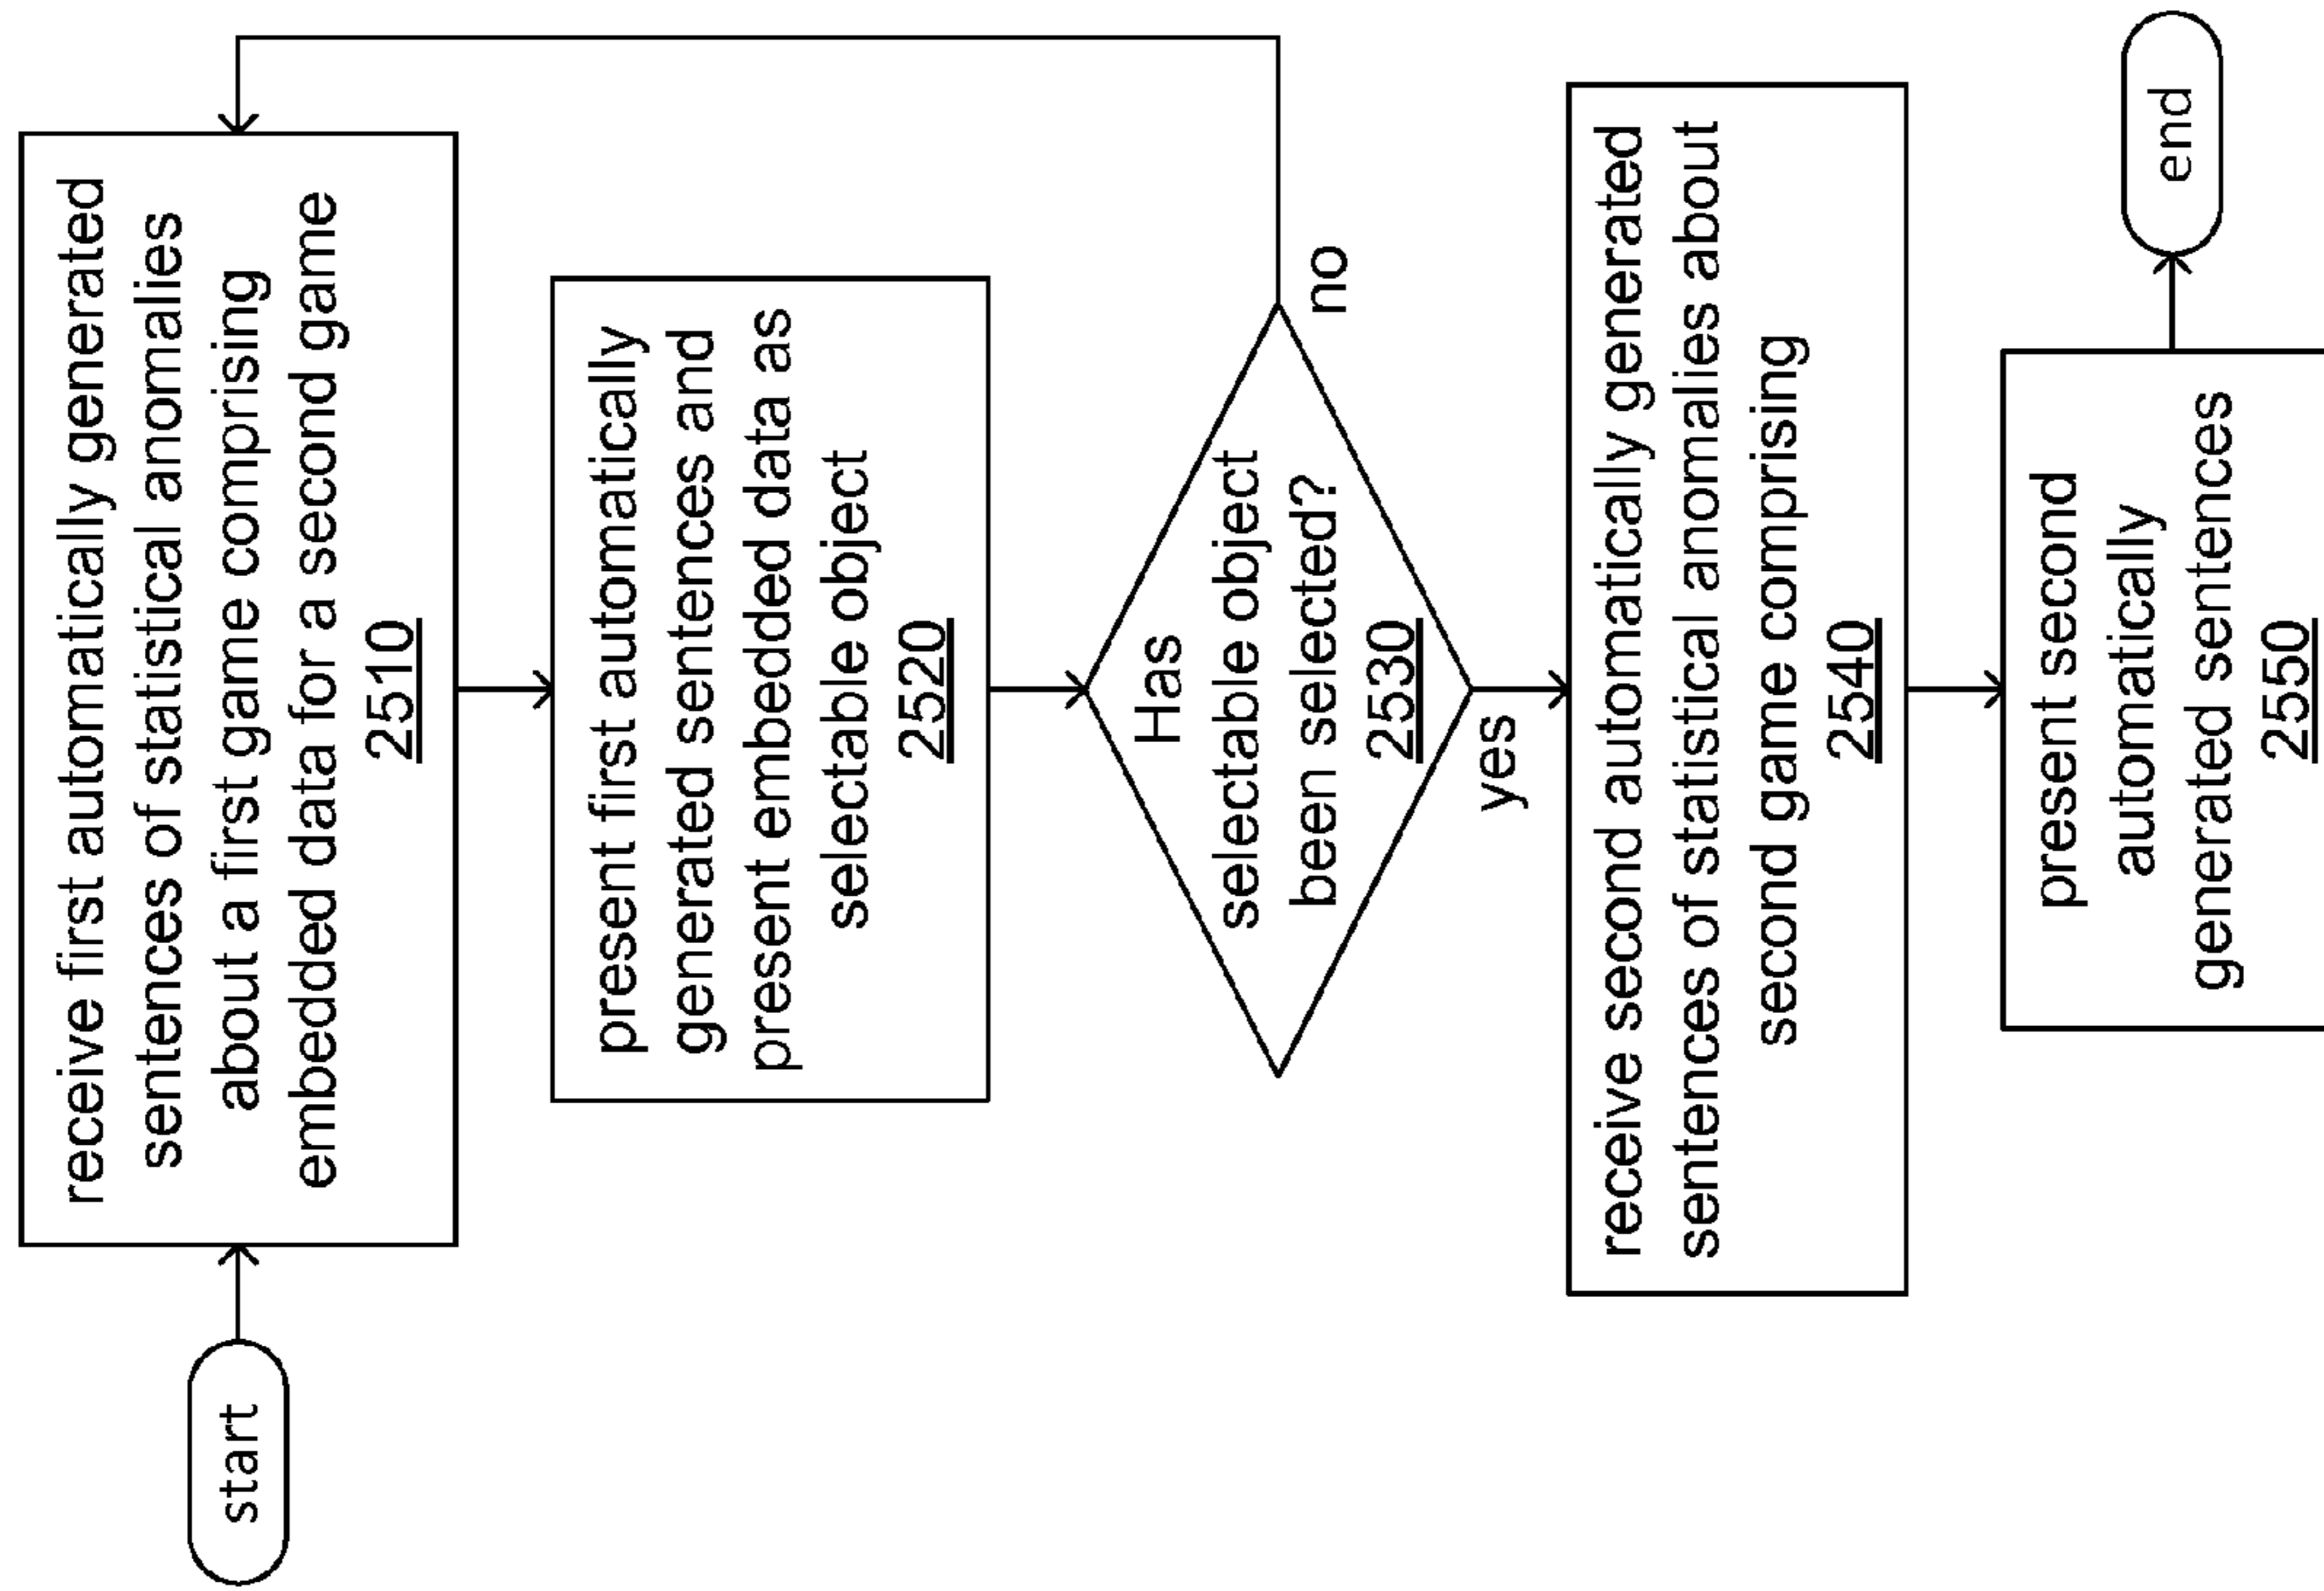 start
receive first automatically generated
sentences of statistical anomalies
about a first game comprising
embedded data for a second game
2510
present first automatically
generated sentences and
present embedded data as
selectable object
2520
Has
selectable object
been selected?
2530
no
yes
receive second automatically generated
sentences of statistical anomalies about
second game comprising
2540
present second
automatically
generated sentences
2550
end